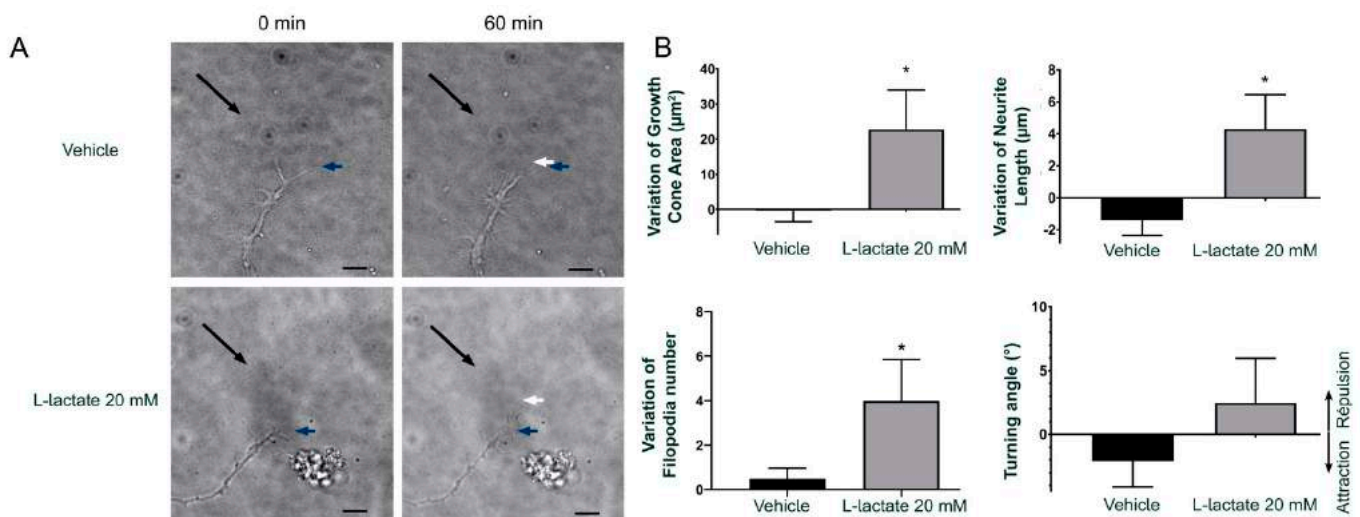 A
0 min
60 min
Vehicle
L-lactate 20 mM
B
Variation of Growth
Cone Area (µm²)
40
30
20
10
0
*
Vehicle
L-lactate 20 mM
Variation of Neurite
Length (µm)
8
6
4
2
0
-2
*
Vehicle
L-lactate 20 mM
Variation of
Filopodia number
8
6
4
2
0
*
Vehicle
L-lactate 20 mM
Turning angle (°)
10
5
0
-5
Vehicle
L-lactate 20 mM
Attraction Répulsion